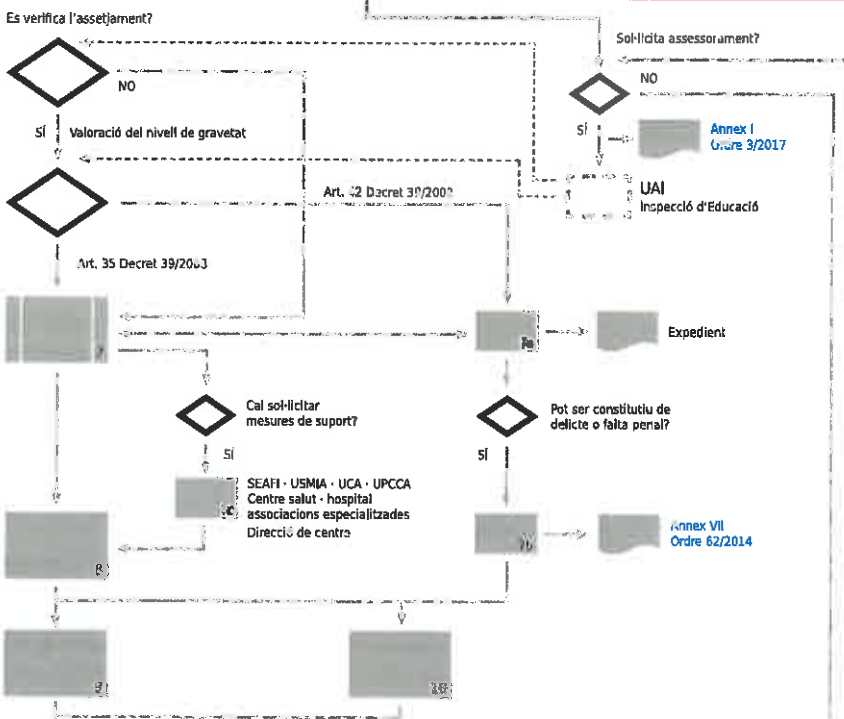 Es verifica l'assetjament?
Sol·licita assessorament?
NO
NO
SÍ
Valoració del nivell de gravetat
SÍ
Annex I
Ordre 3/2017
Art. 42 Decret 39/2003
UAI
Inspecció d'Educació
Art. 35 Decret 39/2003
Expedient
Cal sol·licitar
mesures de suport?
Pot ser constitutiu de
delicte o falta penal?
SÍ
SÍ
SEAFI · USMIA · UCA · UPCCA
Centre salut · hospital
associacions especialitzades
Direcció de centre
Annex VII
Ordre 62/2014
8
9
10